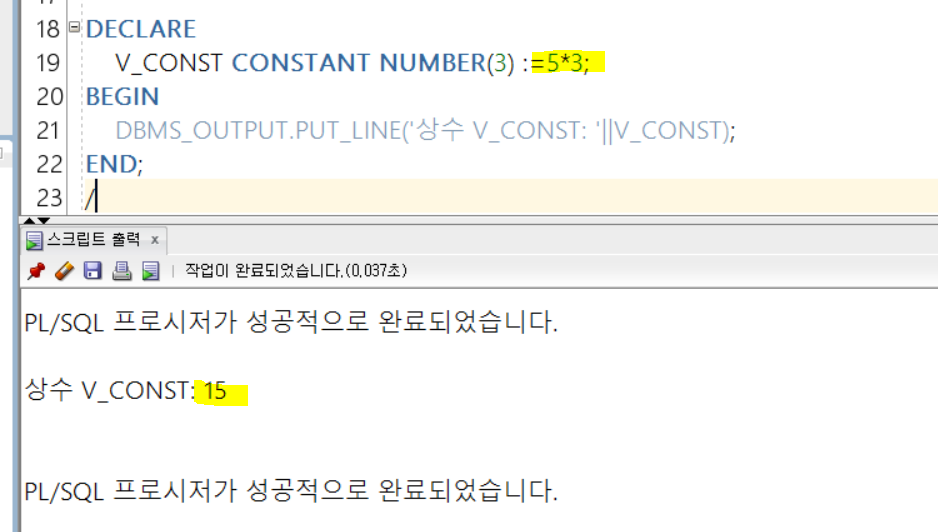 18 DECLARE
19 V_CONST CONSTANT NUMBER(3) :=5*3;
20 BEGIN
21 DBMS_OUTPUT.PUT_LINE('상수 V_CONST: '||V_CONST);
22 END;
23 /
스크립트 출력 x
작업이 완료되었습니다.(0.037초)
PL/SQL 프로시저가 성공적으로 완료되었습니다.
상수 V_CONST: 15
PL/SQL 프로시저가 성공적으로 완료되었습니다.